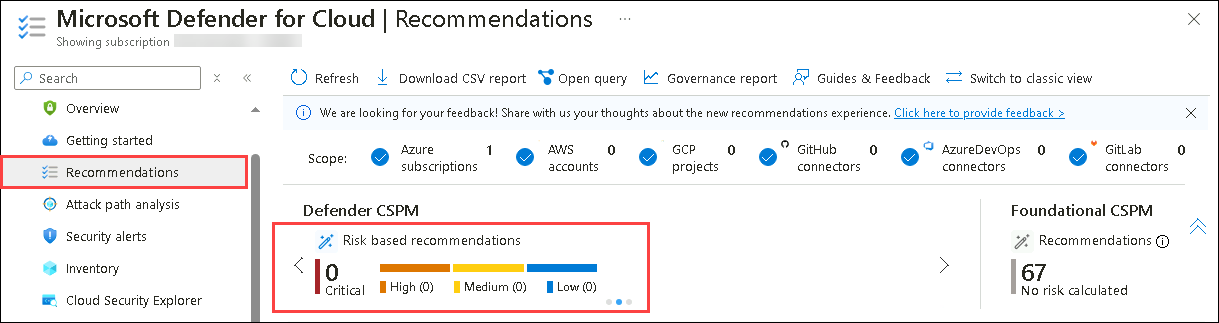 Microsoft Defender for Cloud | Recommendations ...
Showing subscription
Search
Overview
Getting started
Recommendations
Attack path analysis
Security alerts
Inventory
Cloud Security Explorer
Refresh
Download CSV report
Open query
Governance report
Guides & Feedback
Switch to classic view
We are looking for your feedback! Share with us your thoughts about the new recommendations experience. Click here to provide feedback >
Scope:
Azure 1
subscriptions
AWS 0
accounts
GCP 0
projects
GitHub 0
connectors
AzureDevOps 0
connectors
GitLab 0
connectors
Defender CSPM
Risk based recommendations
0
Critical
High (0)
Medium (0)
Low (0)
Foundational CSPM
Recommendations
67
No risk calculated